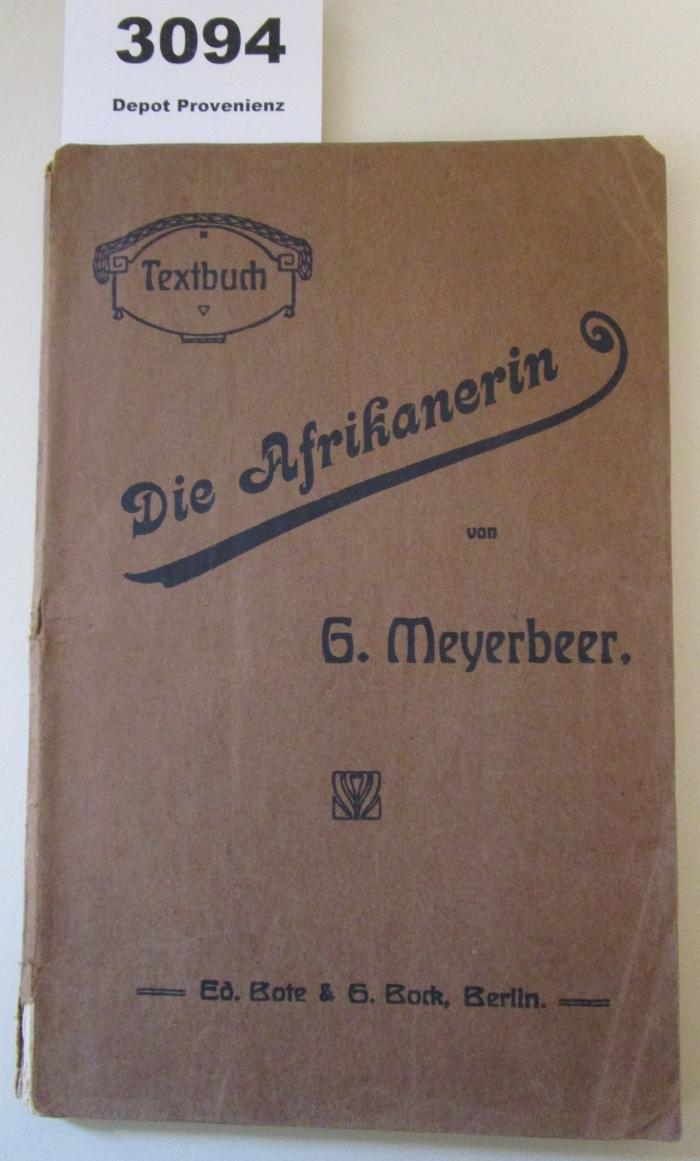 3094
Depot Provenienz
Textbuch
Die Afrikanerin
von
G. Meyerbeer.
Ed. Bote & G. Bock, Berlin.